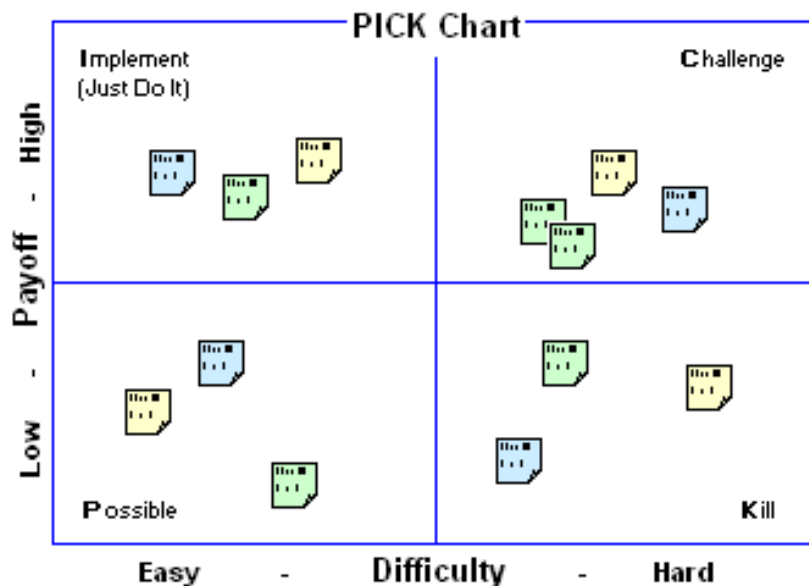 PICK Chart
Implement
(Just Do It)
Challenge
Low - Payoff - High
Possible
Kill
Easy - Difficulty - Hard